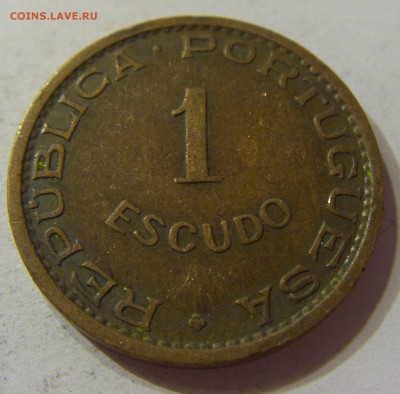 COINS.LAVE.RU
REPUBLICA · PORTUGUESA
1
ESCUDO